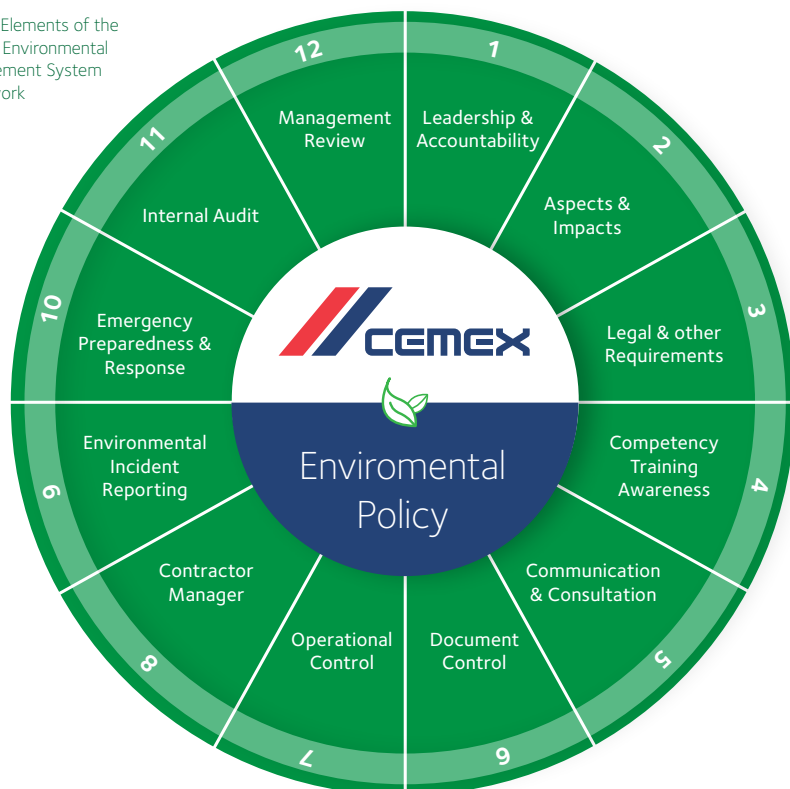 Elements of the
Environmental
ement System
ork
12
1
Management
Review
Leadership &
Accountability
11
2
Internal Audit
Aspects &
Impacts
10
3
Emergency
Preparedness &
Response
Legal & other
Requirements
CEMEX
Enviromental
Policy
9
4
Environmental
Incident
Reporting
Competency
Training
Awareness
8
5
Contractor
Manager
Communication
& Consultation
7
6
Operational
Control
Document
Control